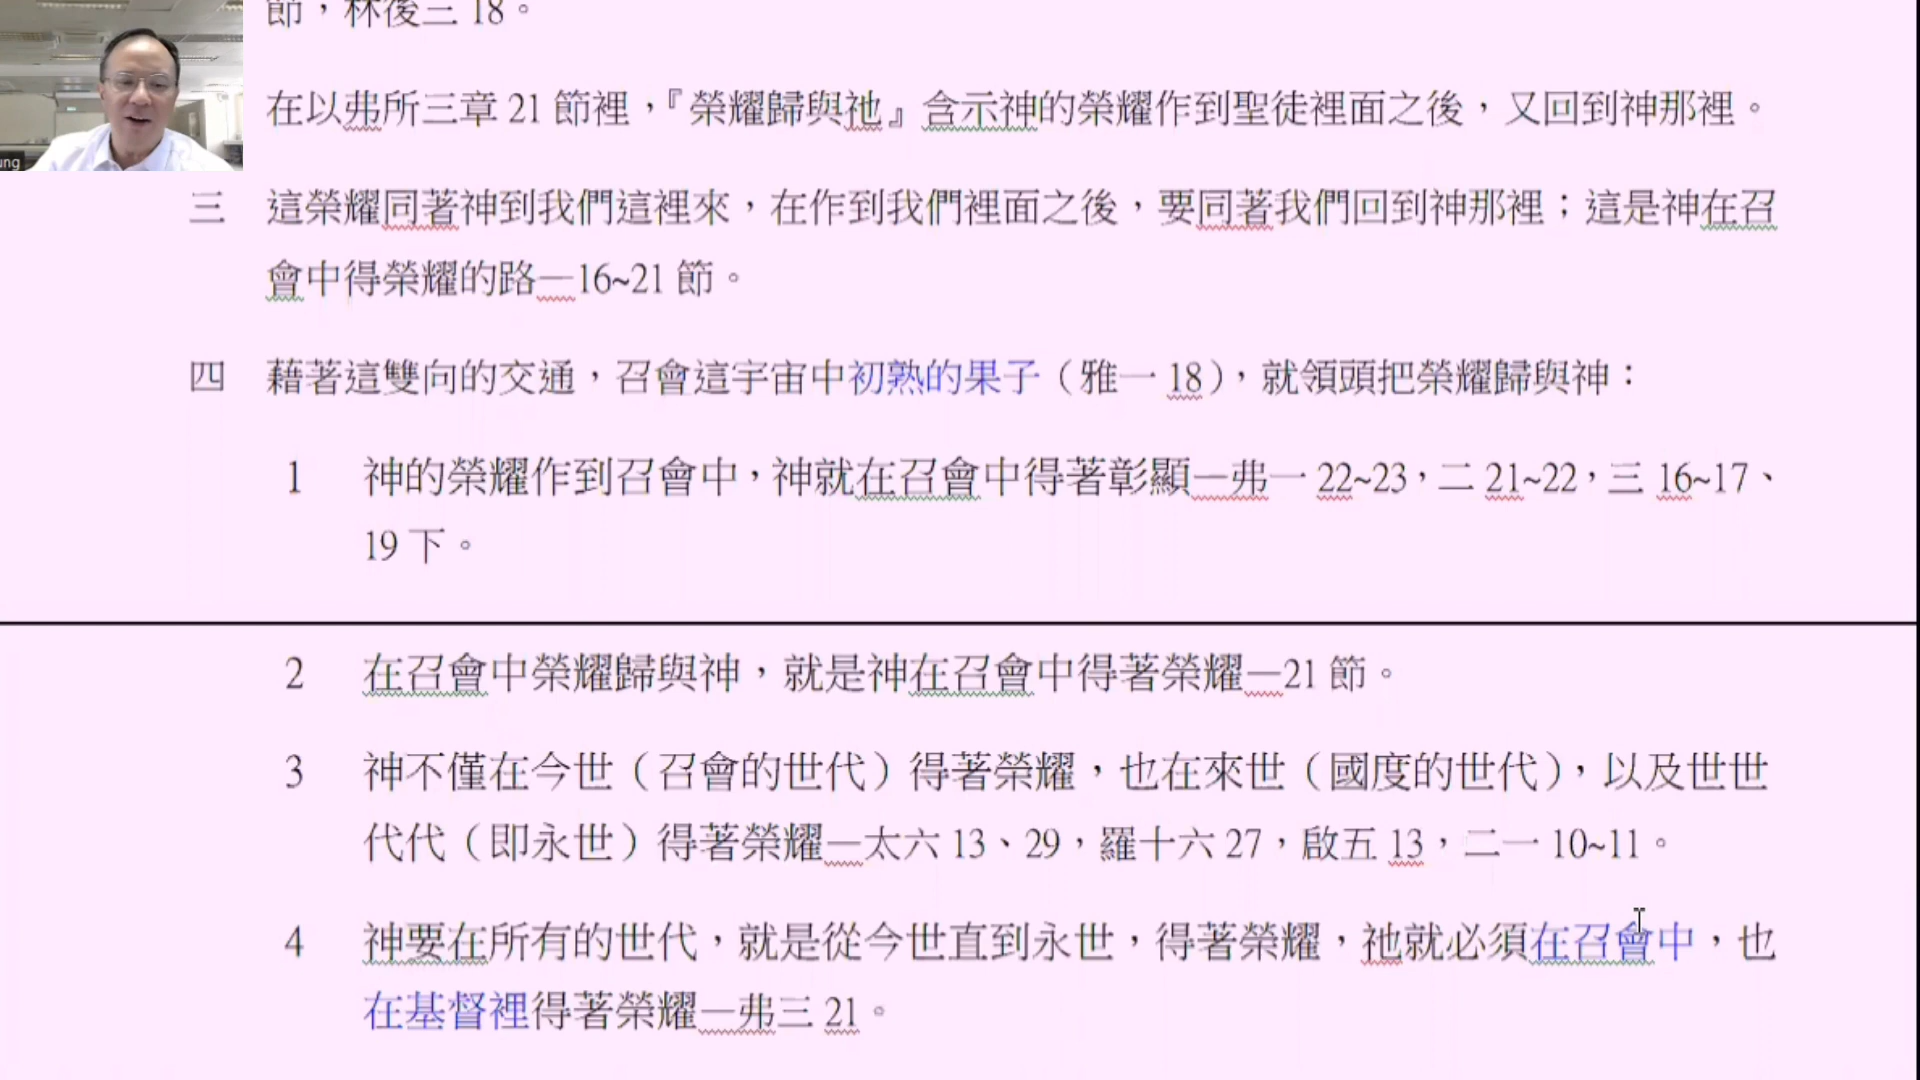 節，林後三 18。
在以弗所三章 21 節裡，『榮耀歸與祂』含示神的榮耀作到聖徒裡面之後，又回到神那裡。
ung
三 這榮耀同著神到我們這裡來，在作到我們裡面之後，要同著我們回到神那裡；這是神在召
會中得榮耀的路—16~21 節。
四 藉著這雙向的交通，召會這宇宙中初熟的果子（雅一 18），就領頭把榮耀歸與神：
1 神的榮耀作到召會中，神就在召會中得著彰顯—弗一 22~23，二 21~22，三 16~17、
19 下。
2 在召會中榮耀歸與神，就是神在召會中得著榮耀—21 節。
3 神不僅在今世（召會的世代）得著榮耀，也在來世（國度的世代），以及世世
代代（即永世）得著榮耀—太六 13、29，羅十六 27，啟五 13，二一 10~11。
4 神要在所有的世代，就是從今世直到永世，得著榮耀，祂就必須在召會中，也
在基督裡得著榮耀—弗三 21。